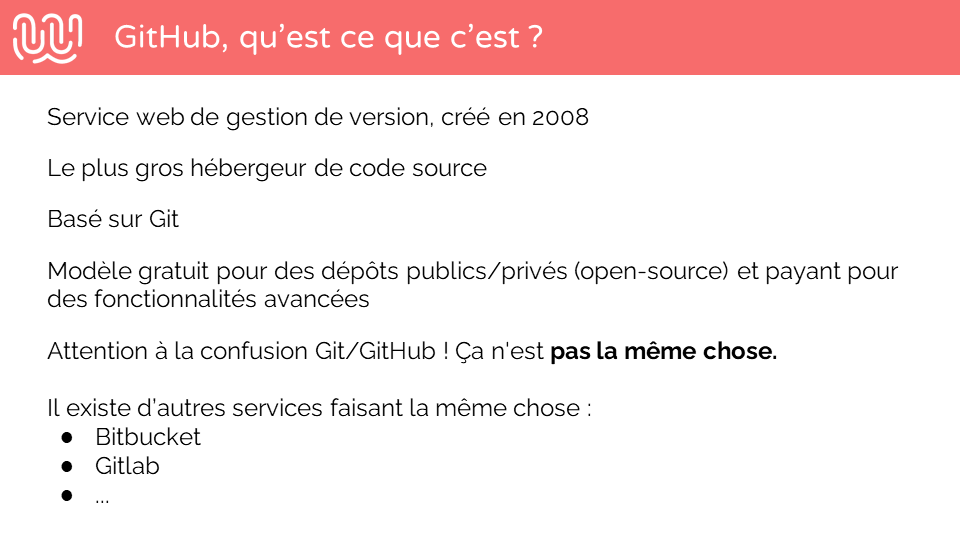 GitHub, qu’est ce que c’est ?
Service web de gestion de version, créé en 2008
Le plus gros hébergeur de code source
Basé sur Git
Modèle gratuit pour des dépôts publics/privés (open-source) et payant pour
des fonctionnalités avancées
Attention à la confusion Git/GitHub ! Ça n'est pas la même chose.
Il existe d’autres services faisant la même chose :
● Bitbucket
● Gitlab
● ...